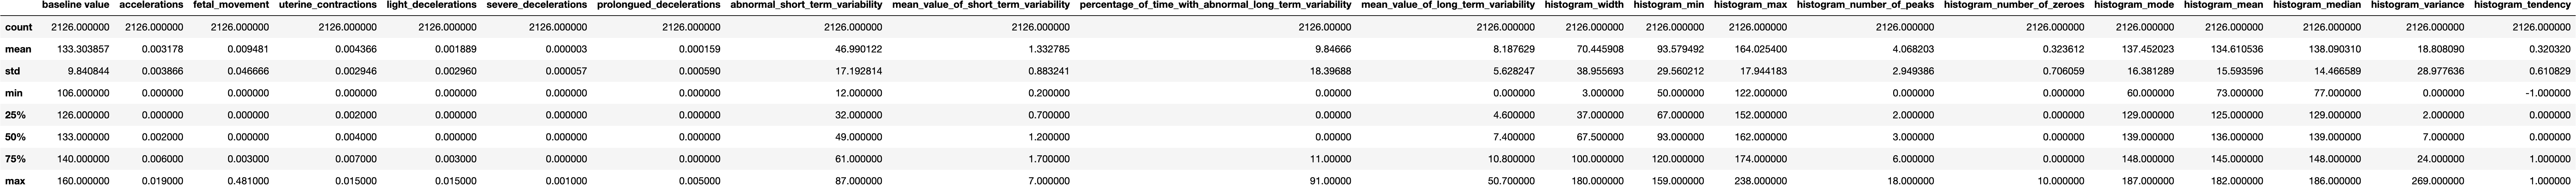 baseline value accelerations fetal_movement uterine_contractions light_decelerations severe_decelerations prolongued_decelerations abnormal_short_term_variability mean_value_of_short_term_variability percentage_of_time_with_abnormal_long_term_variability mean_value_of_long_term_variability histogram_width histogram_min histogram_max histogram_number_of_peaks histogram_number_of_zeroes histogram_mode histogram_mean histogram_median histogram_variance histogram_tendency
count 2126.000000 2126.000000 2126.000000 2126.000000 2126.000000 2126.000000 2126.000000 2126.000000 2126.000000 2126.00000 2126.000000 2126.000000 2126.000000 2126.000000 2126.000000 2126.000000 2126.000000 2126.000000 2126.000000 2126.000000 2126.000000
mean 133.303857 0.003178 0.009481 0.004366 0.001889 0.000003 0.000159 46.990122 1.332785 9.84666 8.187629 70.445908 93.579492 164.025400 4.068203 0.323612 137.452023 134.610536 138.090310 18.808090 0.320320
std 9.840844 0.003866 0.046666 0.002946 0.002960 0.000057 0.000590 17.192814 0.883241 18.39688 5.628247 38.955693 29.560212 17.944183 2.949386 0.706059 16.381289 15.593596 14.466589 28.977636 0.610829
min 106.000000 0.000000 0.000000 0.000000 0.000000 0.000000 0.000000 12.000000 0.200000 0.00000 0.000000 3.000000 50.000000 122.000000 0.000000 0.000000 60.000000 73.000000 77.000000 0.000000 -1.000000
25% 126.000000 0.000000 0.000000 0.002000 0.000000 0.000000 0.000000 32.000000 0.700000 0.00000 4.600000 37.000000 67.000000 152.000000 2.000000 0.000000 129.000000 125.000000 129.000000 2.000000 0.000000
50% 133.000000 0.002000 0.000000 0.004000 0.000000 0.000000 0.000000 49.000000 1.200000 0.00000 7.400000 67.500000 93.000000 162.000000 3.000000 0.000000 139.000000 136.000000 139.000000 7.000000 0.000000
75% 140.000000 0.006000 0.003000 0.007000 0.003000 0.000000 0.000000 61.000000 1.700000 11.00000 10.800000 100.000000 120.000000 174.000000 6.000000 0.000000 148.000000 145.000000 148.000000 24.000000 1.000000
max 160.000000 0.019000 0.481000 0.015000 0.015000 0.001000 0.005000 87.000000 7.000000 91.00000 50.700000 180.000000 159.000000 238.000000 18.000000 10.000000 187.000000 182.000000 186.000000 269.000000 1.000000